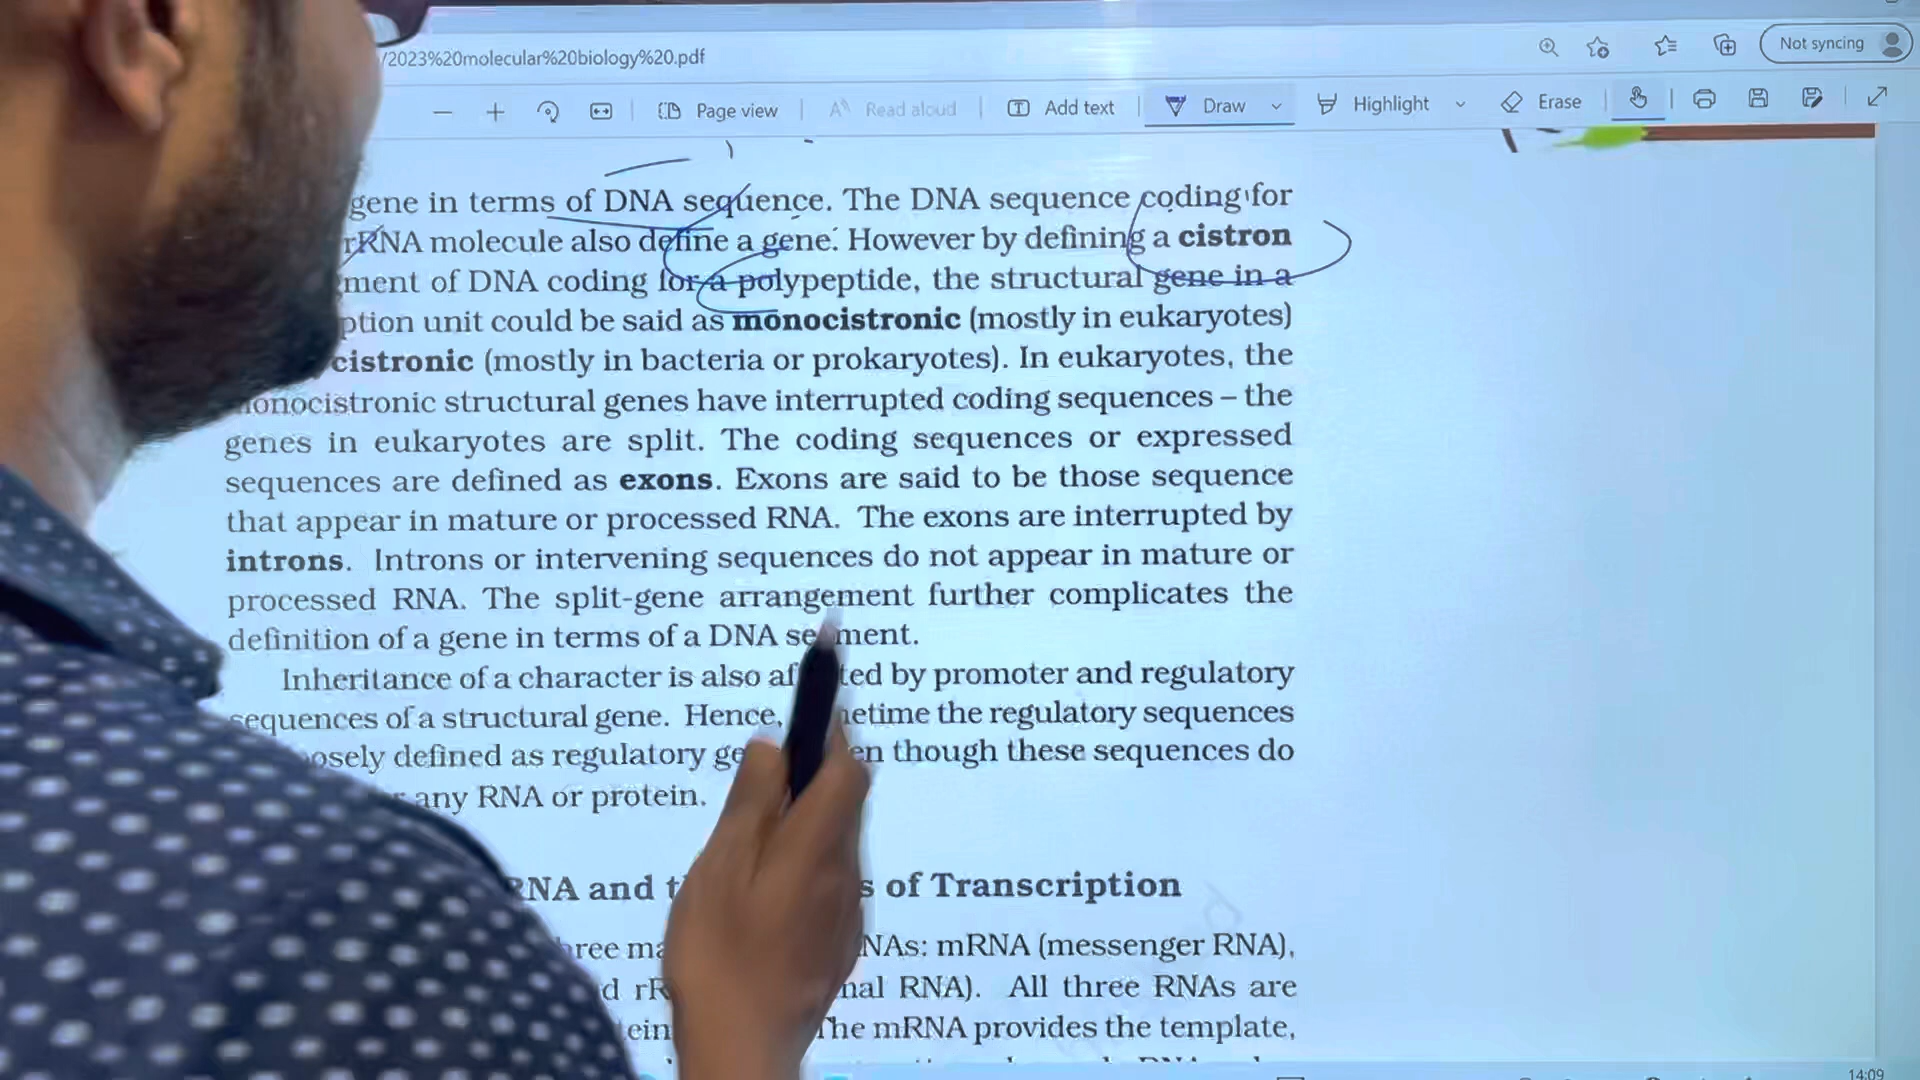 /2023%20molecular%20biology%20.pdf
Not syncing
Page view
Read aloud
Add text
Draw
Highlight
Erase
gene in terms of DNA sequence. The DNA sequence coding for
rRNA molecule also define a gene. However by defining a cistron
ment of DNA coding for a polypeptide, the structural gene in a
ption unit could be said as monocistronic (mostly in eukaryotes)
cistronic (mostly in bacteria or prokaryotes). In eukaryotes, the
monocistronic structural genes have interrupted coding sequences – the
genes in eukaryotes are split. The coding sequences or expressed
sequences are defined as exons. Exons are said to be those sequence
that appear in mature or processed RNA. The exons are interrupted by
introns. Introns or intervening sequences do not appear in mature or
processed RNA. The split-gene arrangement further complicates the
definition of a gene in terms of a DNA se ment.
Inheritance of a character is also af ted by promoter and regulatory
sequences of a structural gene. Hence, metime the regulatory sequences
osely defined as regulatory ge en though these sequences do
any RNA or protein.
RNA and t s of Transcription
ree ma NAs: mRNA (messenger RNA),
d rR nal RNA). All three RNAs are
tein The mRNA provides the template,
14:09